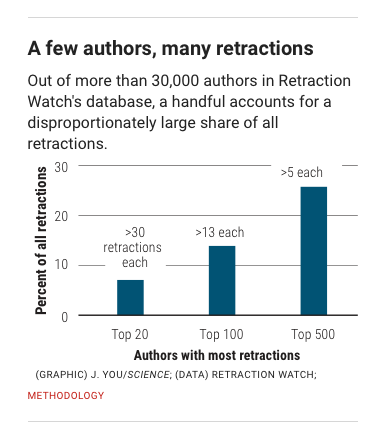 A few authors, many retractions
Out of more than 30,000 authors in Retraction
Watch's database, a handful accounts for a
disproportionately large share of all
retractions.
Percent of all retractions
30
20
10
0
>30
retractions
each
>13 each
>5 each
Top 20
Top 100
Top 500
Authors with most retractions
(GRAPHIC) J. YOU/SCIENCE; (DATA) RETRACTION WATCH;
METHODOLOGY